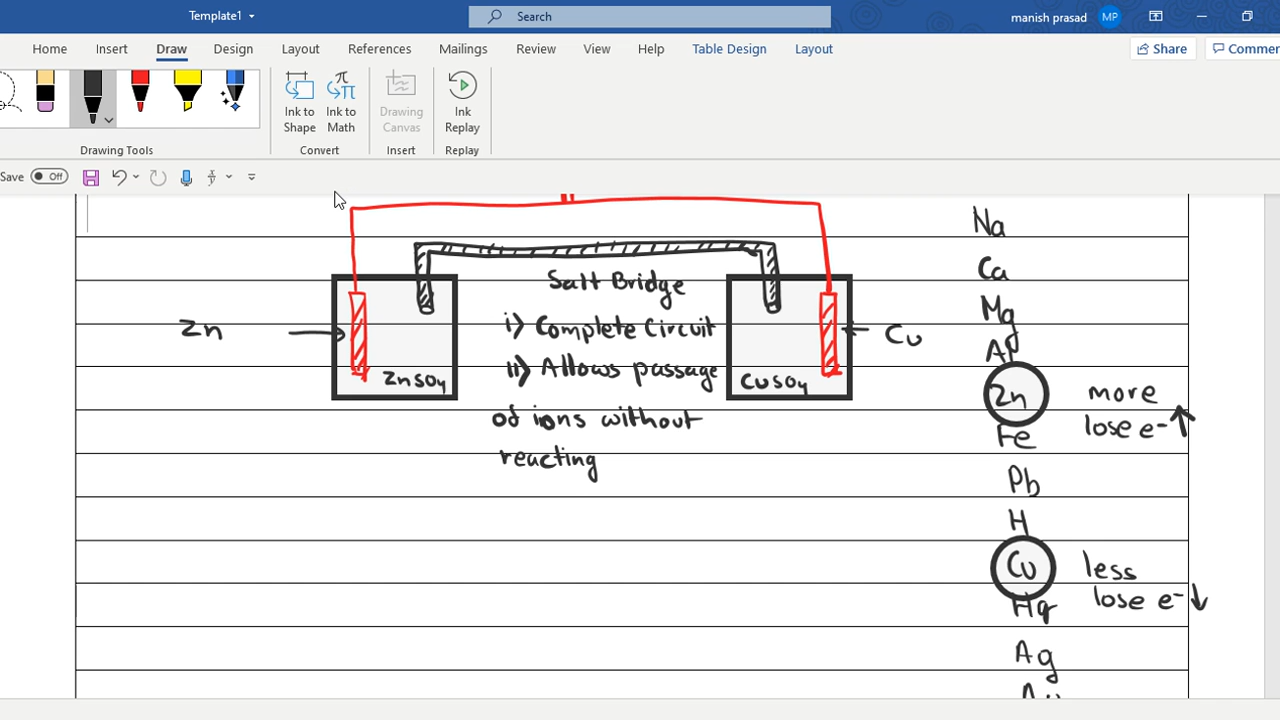 Template1
Search
manish prasad
MP
Home Insert Draw Design Layout References Mailings Review View Help Table Design Layout
Share
Commer
Ink to Shape
Ink to Math
Drawing Canvas
Ink Replay
Drawing Tools
Convert
Insert
Replay
Save Off
Salt Bridge
i) Complete Circuit
ii) Allows passage
of ions without
reacting
Zn
ZnSO4
CuSO4
Cu
Na
Ca
Mg
Al
Zn
more
lose e-
Fe
Pb
H
Cu
less
lose e-
Hg
Ag